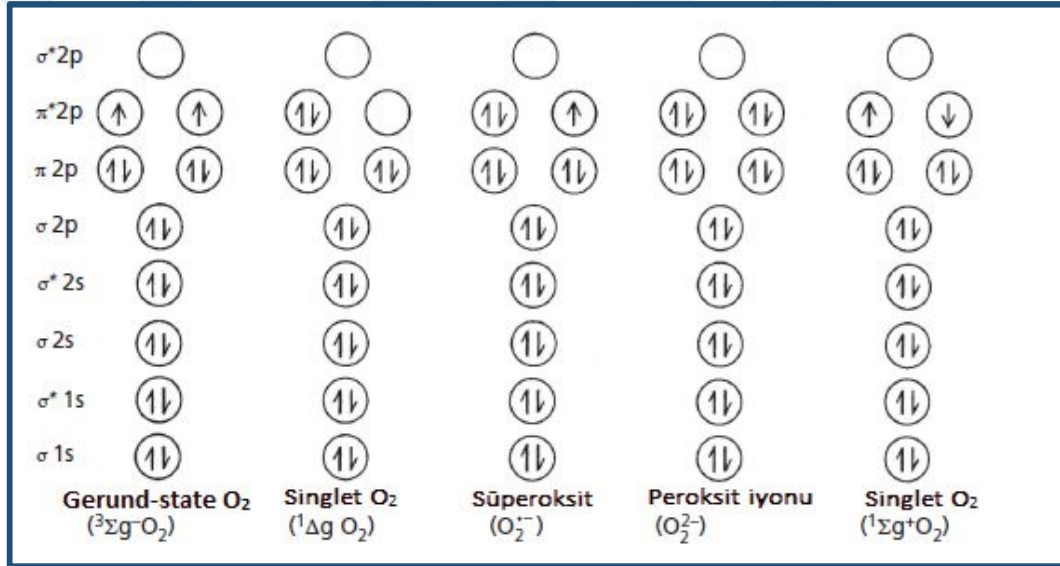 σ*2p
π*2p
π 2p
σ 2p
σ* 2s
σ 2s
σ* 1s
σ 1s
Gerund-state O₂ Singlet O₂ Süperoksit Peroksit iyonu Singlet O₂
(³Σg⁻O₂) (¹Δg O₂) (O₂•⁻) (O₂²⁻) (¹Σg⁺O₂)